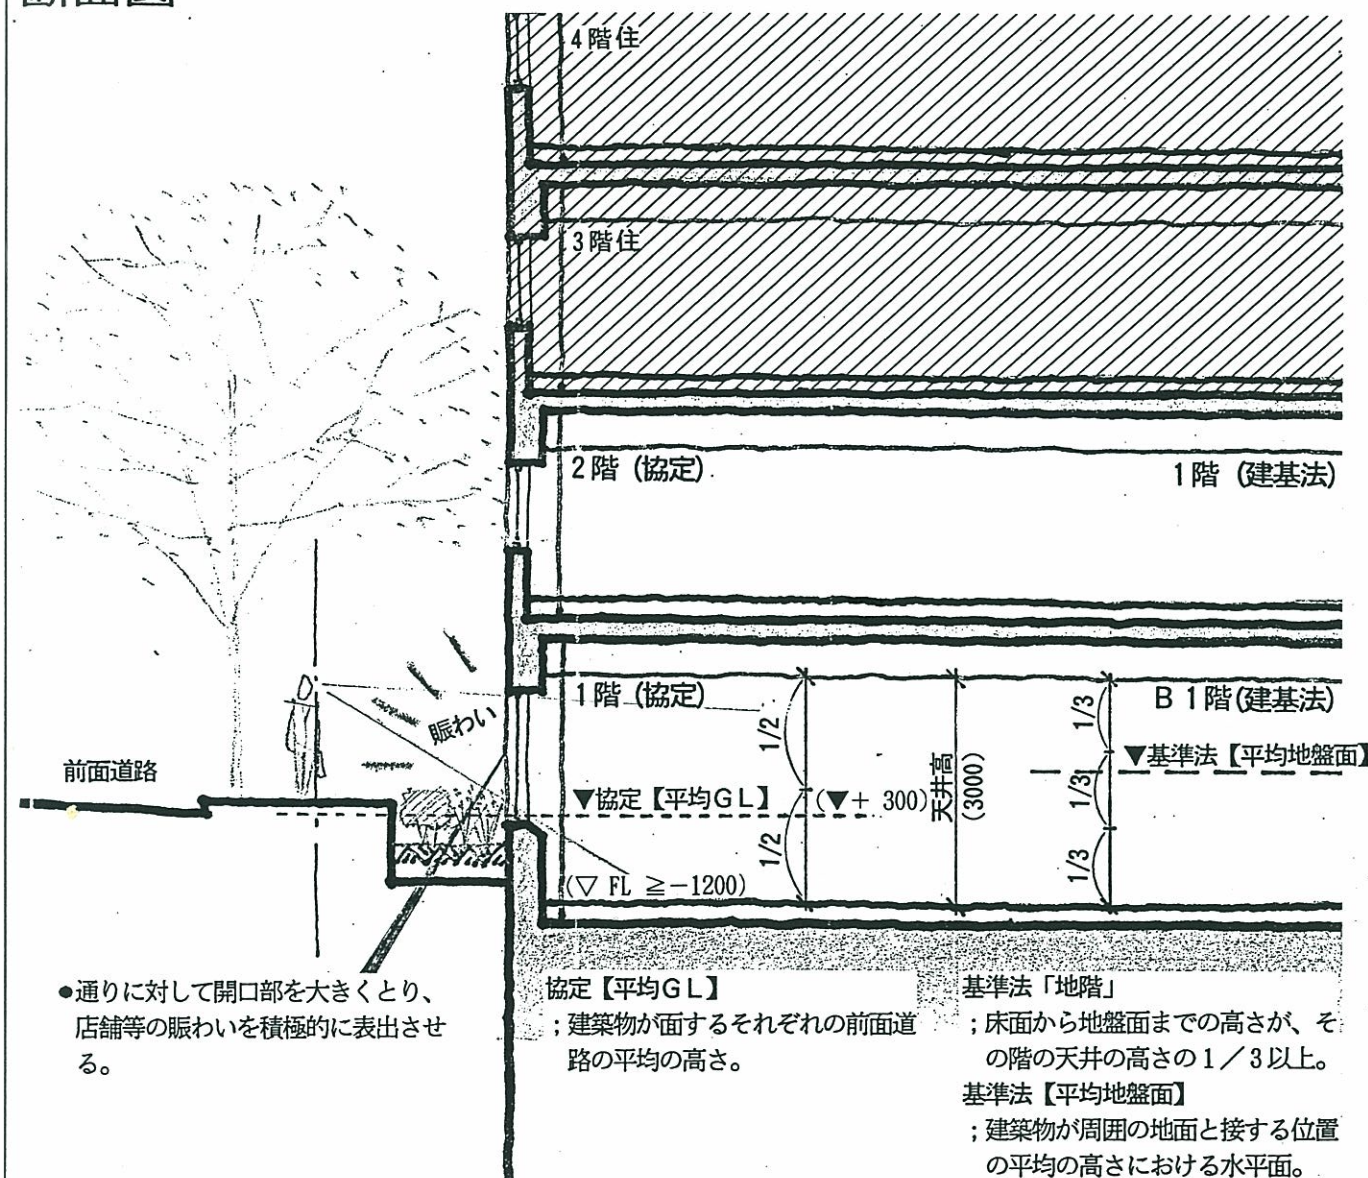 断面図
4階住
3階住
2階（協定）
1階（建基法）
1階（協定）
B1階（建基法）
賑わい
1/2
1/3
前面道路
▼基準法【平均地盤面】
▼協定【平均GL】
（▼＋300）
天井高
(3000)
1/3
1/2
1/3
（▽ FL ≧－1200）
●通りに対して開口部を大きくとり、
店舗等の賑わいを積極的に表出させ
る。
協定【平均GL】
；建築物が面するそれぞれの前面道
路の平均の高さ。
基準法「地階」
；床面から地盤面までの高さが、そ
の階の天井の高さの1／3以上。
基準法【平均地盤面】
；建築物が周囲の地面と接する位置
の平均の高さにおける水平面。